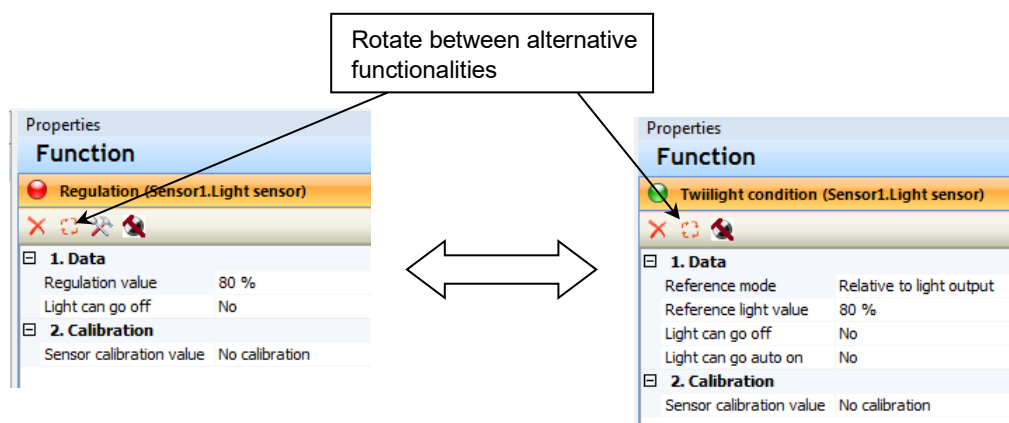 Rotate between alternative
functionalities
Properties
Function
Regulation (Sensor1.Light sensor)
1. Data
Regulation value 80 %
Light can go off No
2. Calibration
Sensor calibration value No calibration
Properties
Function
Twiilight condition (Sensor1.Light sensor)
1. Data
Reference mode Relative to light output
Reference light value 80 %
Light can go off No
Light can go auto on No
2. Calibration
Sensor calibration value No calibration